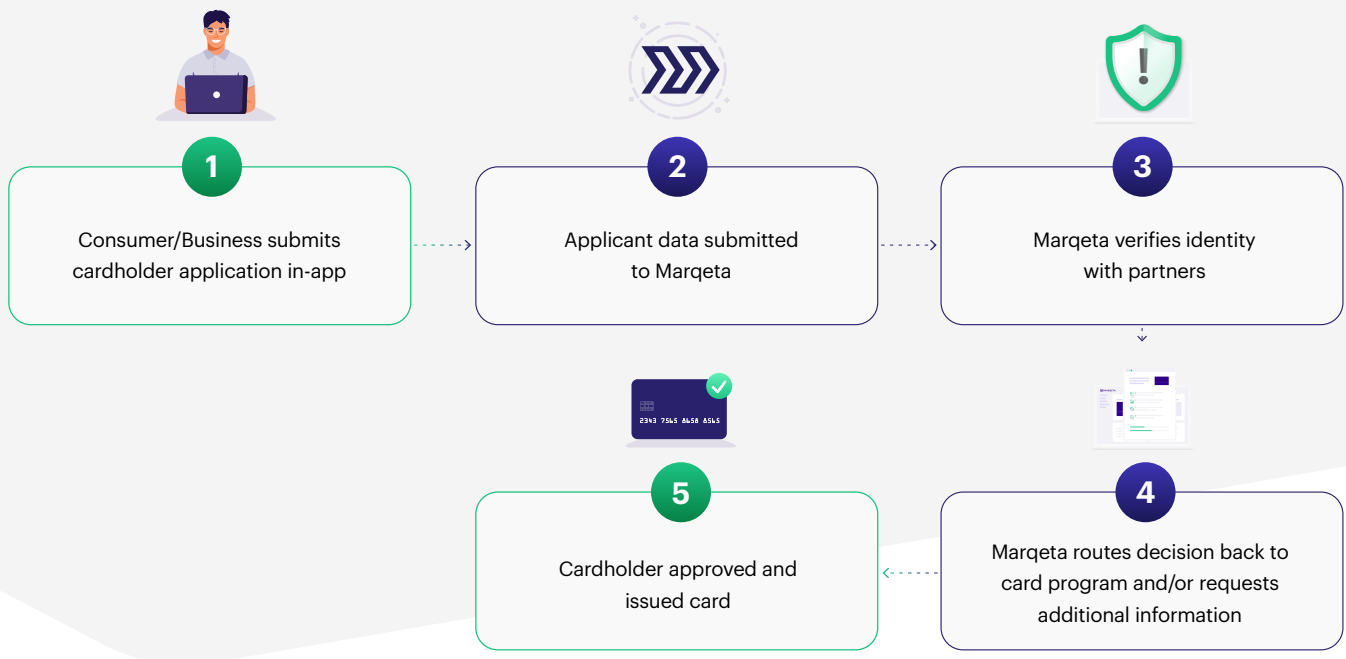 1
Consumer/Business submits
cardholder application in-app
2
Applicant data submitted
to Marqeta
3
Marqeta verifies identity
with partners
4
Marqeta routes decision back to
card program and/or requests
additional information
2343 7565 8658 8565
5
Cardholder approved and
issued card